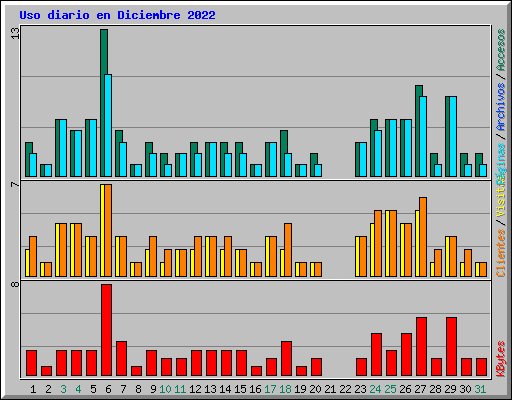 Uso diario en Diciembre 2022
13
7
8
Accesos
/ Archivos /
Páginas
Clientes / Visitas
KBytes
1 2 3 4 5 6 7 8 9 10 11 12 13 14 15 16 17 18 19 20 21 22 23 24 25 26 27 28 29 30 31